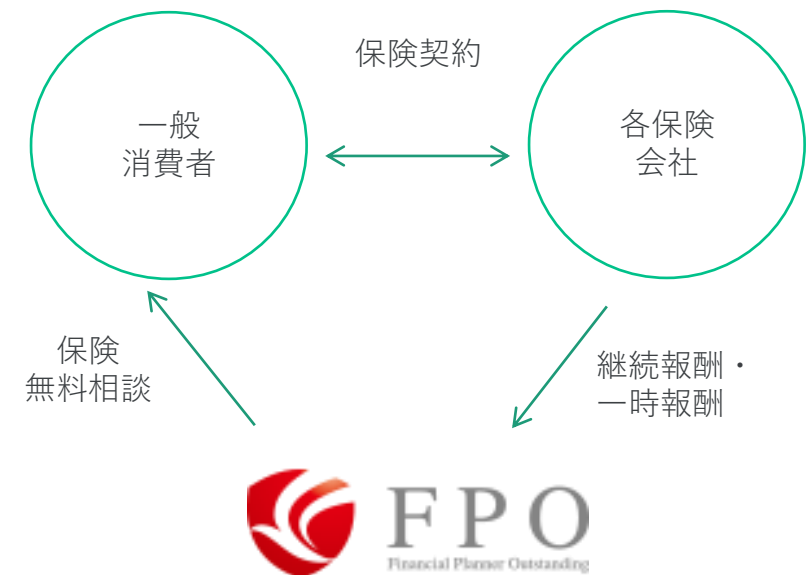 保険契約
一般
消費者
各保険
会社
保険
無料相談
継続報酬・
一時報酬
FPO
Financial Planner Outstanding